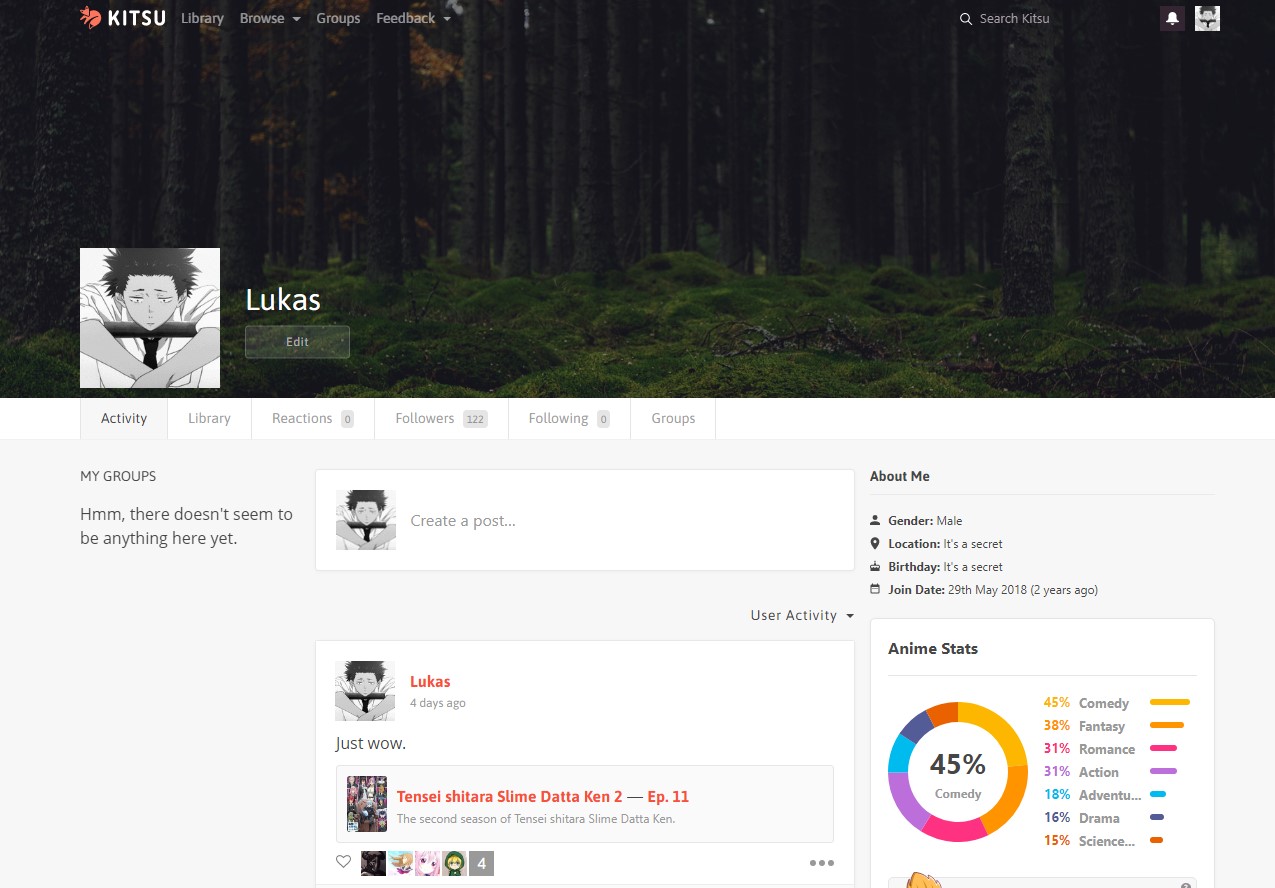 KITSU Library Browse Groups Feedback Search Kitsu
Lukas
Edit
Activity Library Reactions 0 Followers 122 Following 0 Groups
MY GROUPS
Hmm, there doesn't seem to
be anything here yet.
Create a post...
User Activity
Lukas
4 days ago
Just wow.
Tensei shitara Slime Datta Ken 2 — Ep. 11
The second season of Tensei shitara Slime Datta Ken.
4
About Me
Gender: Male
Location: It's a secret
Birthday: It's a secret
Join Date: 29th May 2018 (2 years ago)
Anime Stats
45%
Comedy
45% Comedy
38% Fantasy
31% Romance
31% Action
18% Adventu...
16% Drama
15% Science...